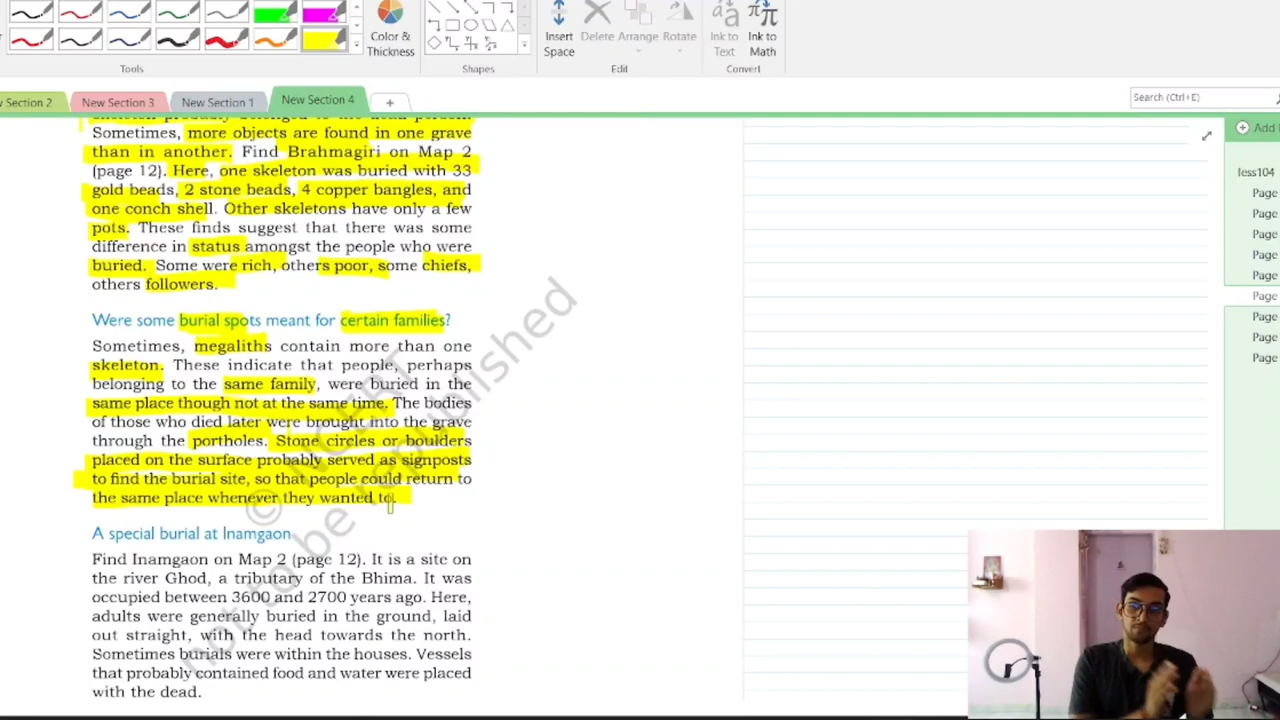 Color &
Thickness
Insert
Space
Delete
Arrange
Rotate
Ink to
Text
Ink to
Math
Tools
Shapes
Edit
Convert
Section 2
New Section 3
New Section 1
New Section 4
+
Search (Ctrl+E)
Add
less104
Page
Page
Page
Page
Page
Page
Page
Page
Page
skeleton probably belonged to the dead person.
Sometimes, more objects are found in one grave
than in another. Find Brahmagiri on Map 2
(page 12). Here, one skeleton was buried with 33
gold beads, 2 stone beads, 4 copper bangles, and
one conch shell. Other skeletons have only a few
pots. These finds suggest that there was some
difference in status amongst the people who were
buried. Some were rich, others poor, some chiefs,
others followers.
Were some burial spots meant for certain families?
Sometimes, megaliths contain more than one
skeleton. These indicate that people, perhaps
belonging to the same family, were buried in the
same place though not at the same time. The bodies
of those who died later were brought into the grave
through the portholes. Stone circles or boulders
placed on the surface probably served as signposts
to find the burial site, so that people could return to
the same place whenever they wanted to.
A special burial at Inamgaon
Find Inamgaon on Map 2 (page 12). It is a site on
the river Ghod, a tributary of the Bhima. It was
occupied between 3600 and 2700 years ago. Here,
adults were generally buried in the ground, laid
out straight, with the head towards the north.
Sometimes burials were within the houses. Vessels
that probably contained food and water were placed
with the dead.
© NCERT
not to be republished